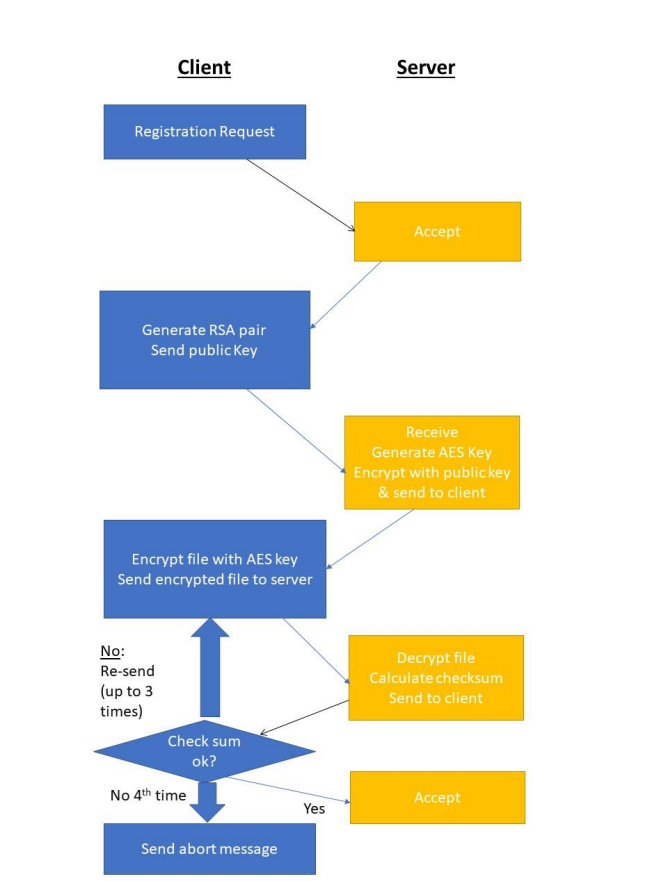 Client
Server
Registration Request
Accept
Generate RSA pair
Send public Key
Receive
Generate AES Key
Encrypt with public key
& send to client
Encrypt file with AES key
Send encrypted file to server
No:
Re-send
(up to 3
times)
Decrypt file
Calculate checksum
Send to client
Check sum
ok?
No 4th time
Yes
Accept
Send abort message